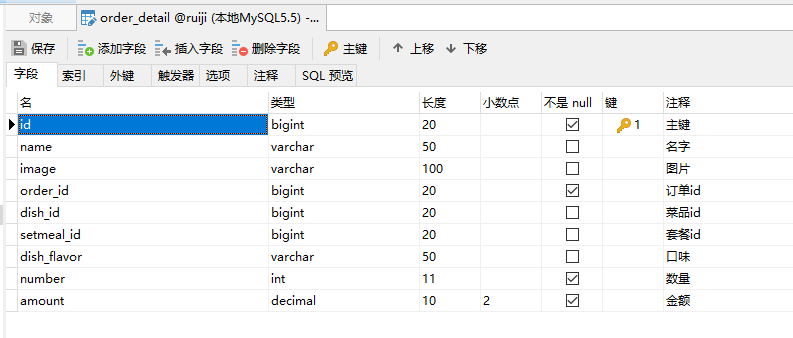 对象 order_detail @ruiji (本地MySQL5.5) -...
保存 添加字段 插入字段 删除字段 主键 上移 下移
字段 索引 外键 触发器 选项 注释 SQL 预览
名 类型 长度 小数点 不是 null 键 注释
id bigint 20 1 主键
name varchar 50 名字
image varchar 100 图片
order_id bigint 20 订单id
dish_id bigint 20 菜品id
setmeal_id bigint 20 套餐id
dish_flavor varchar 50 口味
number int 11 数量
amount decimal 10 2 金额